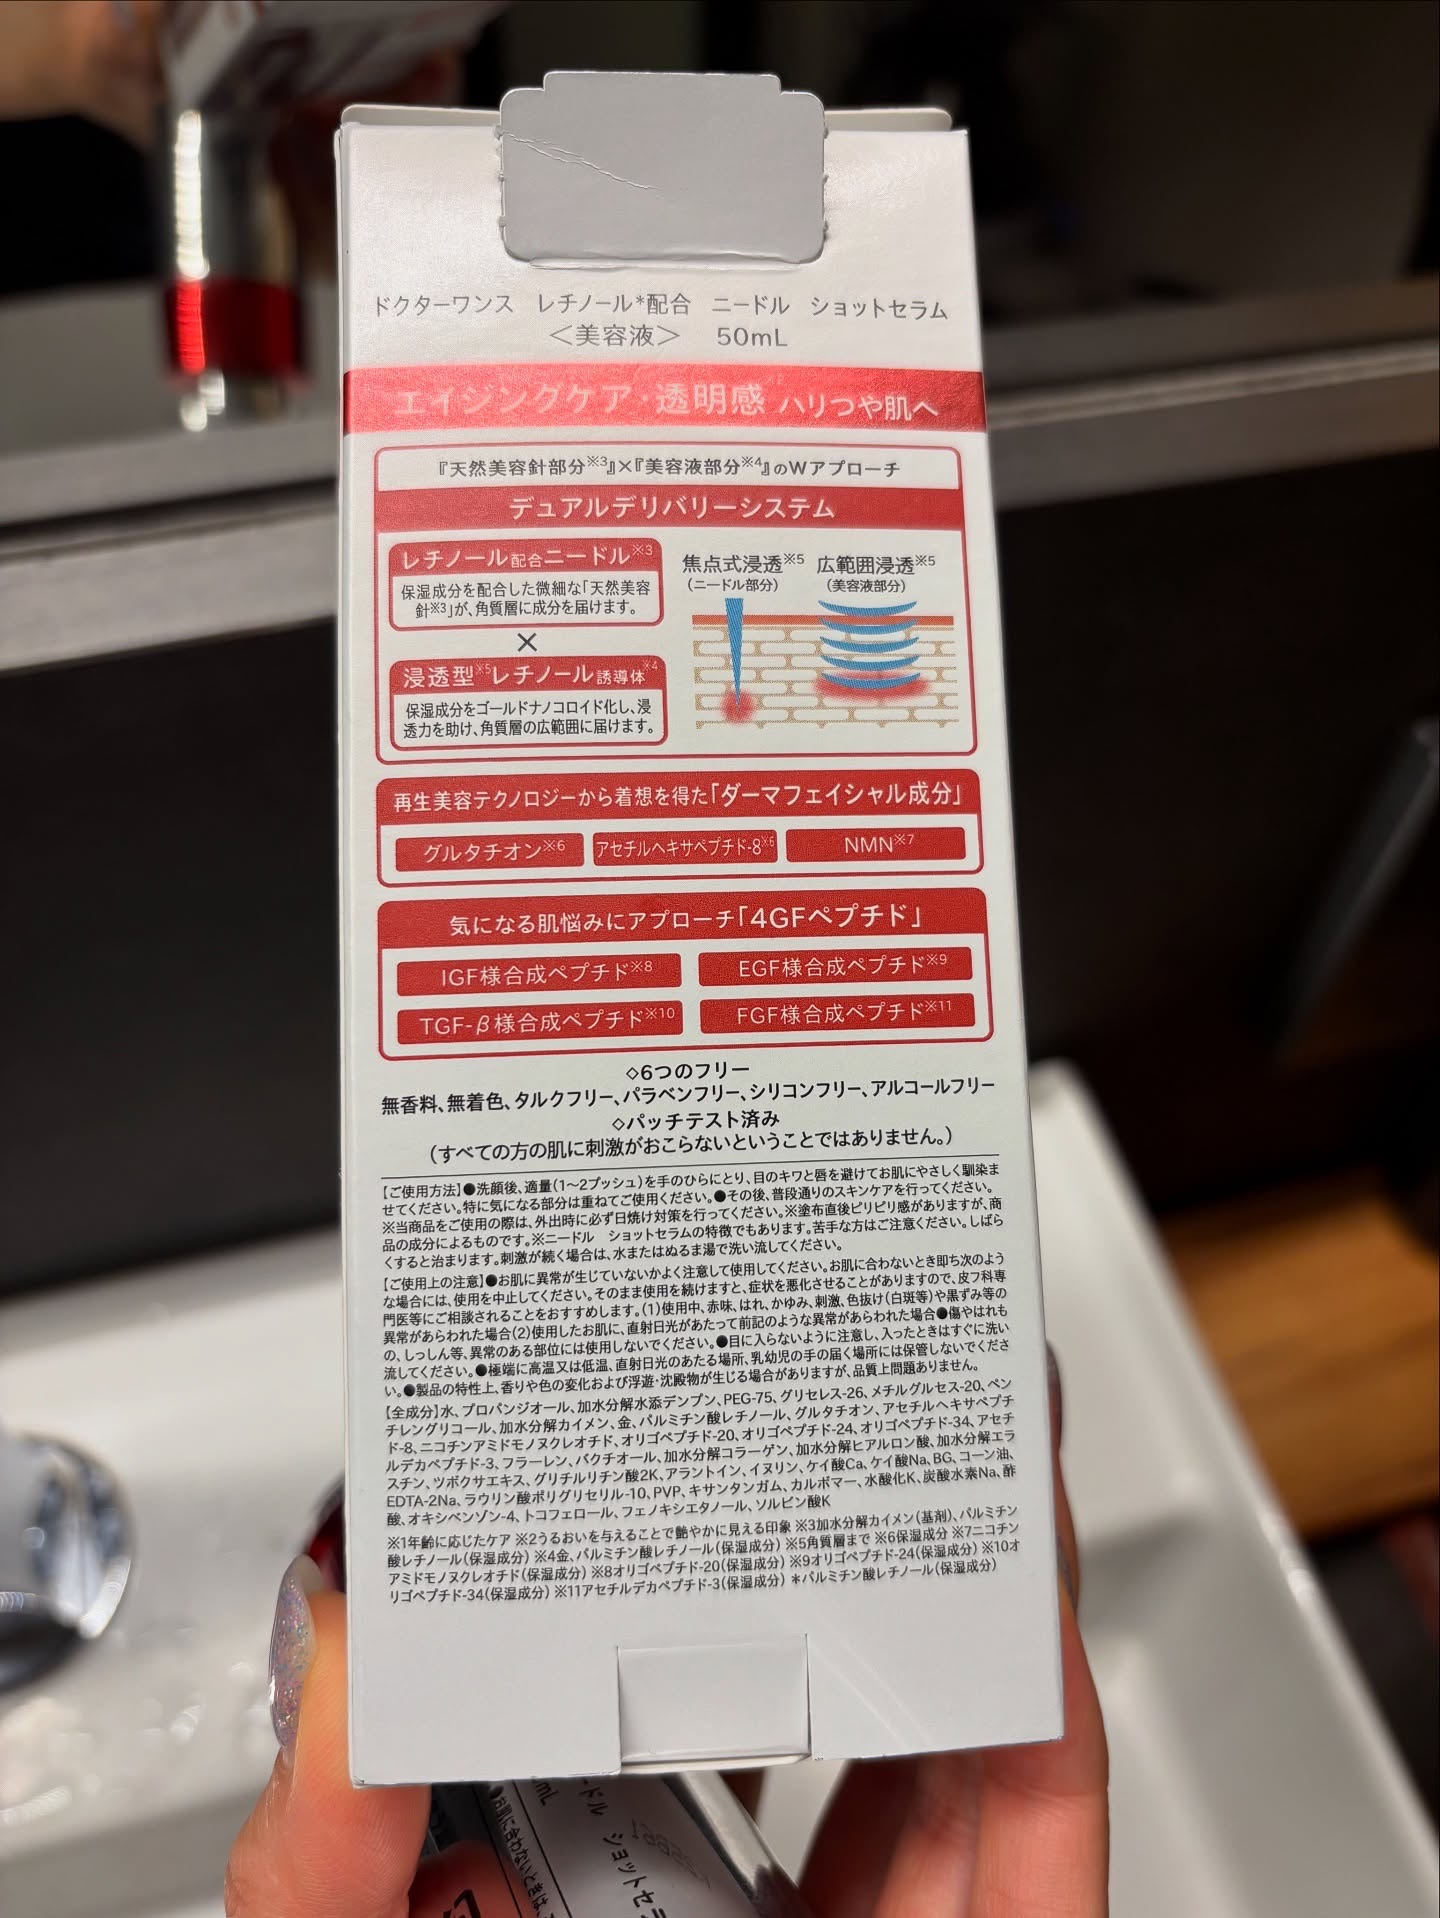 ドクターワンス レチノール*配合 ニードル ショットセラム
＜美容液＞ 50mL
エイジングケア・透明感 ハリつや肌へ
『天然美容針部分※3』×『美容液部分※4』のWアプローチ
デュアルデリバリーシステム
レチノール配合ニードル※3
保湿成分を配合した微細な「天然美容
針※3」が、角質層に成分を届けます。
×
浸透型※5レチノール誘導体※4
保湿成分をゴールドナノコロイド化し、浸
透力を助け、角質層の広範囲に届けます。
焦点式浸透※5
（ニードル部分）
広範囲浸透※5
（美容液部分）
再生美容テクノロジーから着想を得た「ダーマフェイシャル成分」
グルタチオン※6
アセチルヘキサペプチド-8※6
NMN※7
気になる肌悩みにアプローチ「4GFペプチド」
IGF様合成ペプチド※8
EGF様合成ペプチド※9
TGF-β様合成ペプチド※10
FGF様合成ペプチド※11
◇6つのフリー
無香料、無着色、タルクフリー、パラベンフリー、シリコンフリー、アルコールフリー
◇パッチテスト済み
（すべての方の肌に刺激がおこらないということではありません。）
【ご使用方法】●洗顔後、適量（1～2プッシュ）を手のひらにとり、目のキワと唇を避けてお肌にやさしく馴染ま
せてください。特に気になる部分は重ねてご使用ください。●その後、普段通りのスキンケアを行ってください。
※当商品をご使用の際は、外出時に必ず日焼け対策を行ってください。※塗布直後ピリピリ感がありますが、商
品の成分によるものです。※ニードル ショットセラムの特徴でもあります。苦手な方はご注意ください。しばら
くすると治まります。刺激が続く場合は、水またはぬるま湯で洗い流してください。
【ご使用上の注意】●お肌に異常が生じていないかよく注意して使用してください。お肌に合わないとき即ち次のよう
な場合には、使用を中止してください。そのまま使用を続けますと、症状を悪化させることがありますので、皮フ科専
門医等にご相談されることをおすすめします。（1）使用中、赤味、はれ、かゆみ、刺激、色抜け（白斑等）や黒ずみ等の
異常があらわれた場合（2）使用したお肌に、直射日光があたって前記のような異常があらわれた場合●傷やはれも
の、しっしん等、異常のある部位には使用しないでください。●目に入らないように注意し、入ったときはすぐに洗い
流してください。●極端に高温又は低温、直射日光のあたる場所、乳幼児の手の届く場所には保管しないでくださ
い。●製品の特性上、香りや色の変化および浮遊・沈殿物が生じる場合がありますが、品質上問題ありません。
【全成分】水、プロパンジオール、加水分解水添デンプン、PEG-75、グリセレス-26、メチルグルセス-20、ペン
チレングリコール、加水分解カイメン、金、パルミチン酸レチノール、グルタチオン、アセチルヘキサペプチ
ド-8、ニコチンアミドモノヌクレオチド、オリゴペプチド-20、オリゴペプチド-24、オリゴペプチド-34、アセチ
ルデカペプチド-3、フラーレン、バクチオール、加水分解コラーゲン、加水分解ヒアルロン酸、加水分解エラ
スチン、ツボクサエキス、グリチルリチン酸2K、アラントイン、イヌリン、ケイ酸Ca、ケイ酸Na、BG、コーン油、
EDTA-2Na、ラウリン酸ポリグリセリル-10、PVP、キサンタンガム、カルボマー、水酸化K、炭酸水素Na、酢
酸、オキシベンゾン-4、トコフェロール、フェノキシエタノール、ソルビン酸K
※1年齢に応じたケア ※2うるおいを与えることで艶やかに見える印象 ※3加水分解カイメン（基剤）、パルミチン
酸レチノール（保湿成分） ※4金、パルミチン酸レチノール（保湿成分） ※5角質層まで ※6保湿成分 ※7ニコチン
アミドモノヌクレオチド（保湿成分） ※8オリゴペプチド-20（保湿成分） ※9オリゴペプチド-24（保湿成分） ※10オ
リゴペプチド-34（保湿成分） ※11アセチルデカペプチド-3（保湿成分） *パルミチン酸レチノール（保湿成分）
mL
ードル ショットセラ
●お肌に合わないときは、